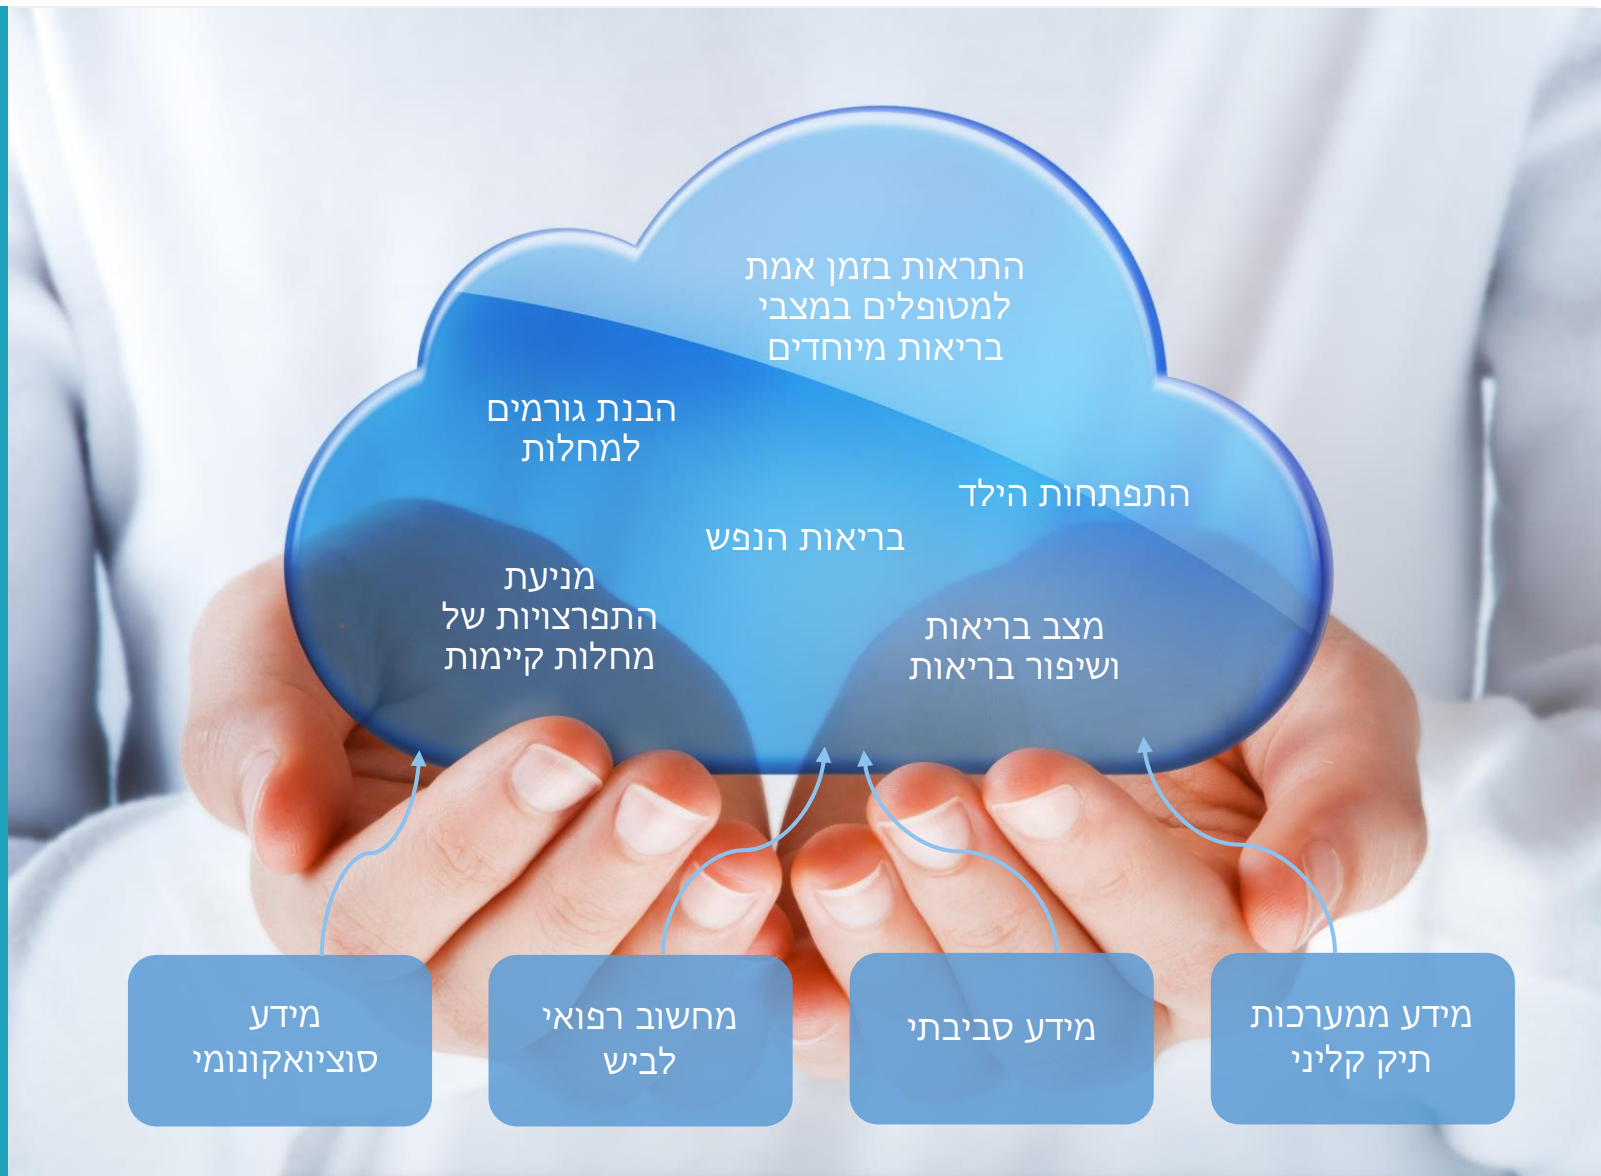 התראות בזמן אמת
למטופלים במצבי
בריאות מיוחדים
הבנת גורמים
למחלות
התפתחות הילד
בריאות הנפש
מניעת
התפרצויות של
מחלות קיימות
מצב בריאות
ושיפור בריאות
מידע ממערכות
תיק קליני
מידע סביבתי
מחשוב רפואי
לביש
מידע
סוציואקונומי